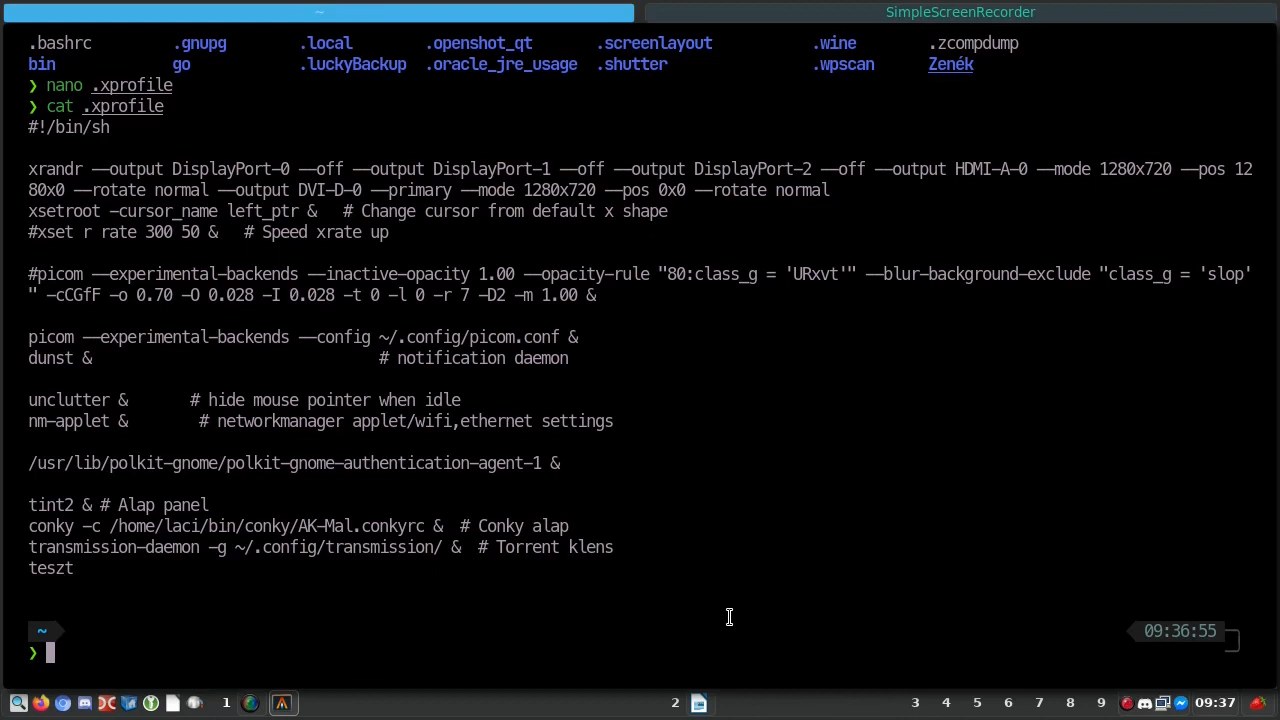 ~ SimpleScreenRecorder
.bashrc .gnupg .local .openshot_qt .screenlayout .wine .zcompdump
bin go .luckyBackup .oracle_jre_usage .shutter .wpscan Zenék
❯ nano .xprofile
❯ cat .xprofile
#!/bin/sh
xrandr --output DisplayPort-0 --off --output DisplayPort-1 --off --output DisplayPort-2 --off --output HDMI-A-0 --mode 1280x720 --pos 12
80x0 --rotate normal --output DVI-D-0 --primary --mode 1280x720 --pos 0x0 --rotate normal
xsetroot -cursor_name left_ptr & # Change cursor from default x shape
#xset r rate 300 50 & # Speed xrate up
#picom --experimental-backends --inactive-opacity 1.00 --opacity-rule "80:class_g = 'URxvt'" --blur-background-exclude "class_g = 'slop'
" -cCGfF -o 0.70 -O 0.028 -I 0.028 -t 0 -l 0 -r 7 -D2 -m 1.00 &
picom --experimental-backends --config ~/.config/picom.conf &
dunst & # notification daemon
unclutter & # hide mouse pointer when idle
nm-applet & # networkmanager applet/wifi,ethernet settings
/usr/lib/polkit-gnome/polkit-gnome-authentication-agent-1 &
tint2 & # Alap panel
conky -c /home/laci/bin/conky/AK-Mal.conkyrc & # Conky alap
transmission-daemon -g ~/.config/transmission/ & # Torrent klens
teszt
~ 09:36:55
❯
1 2 3 4 5 6 7 8 9 09:37